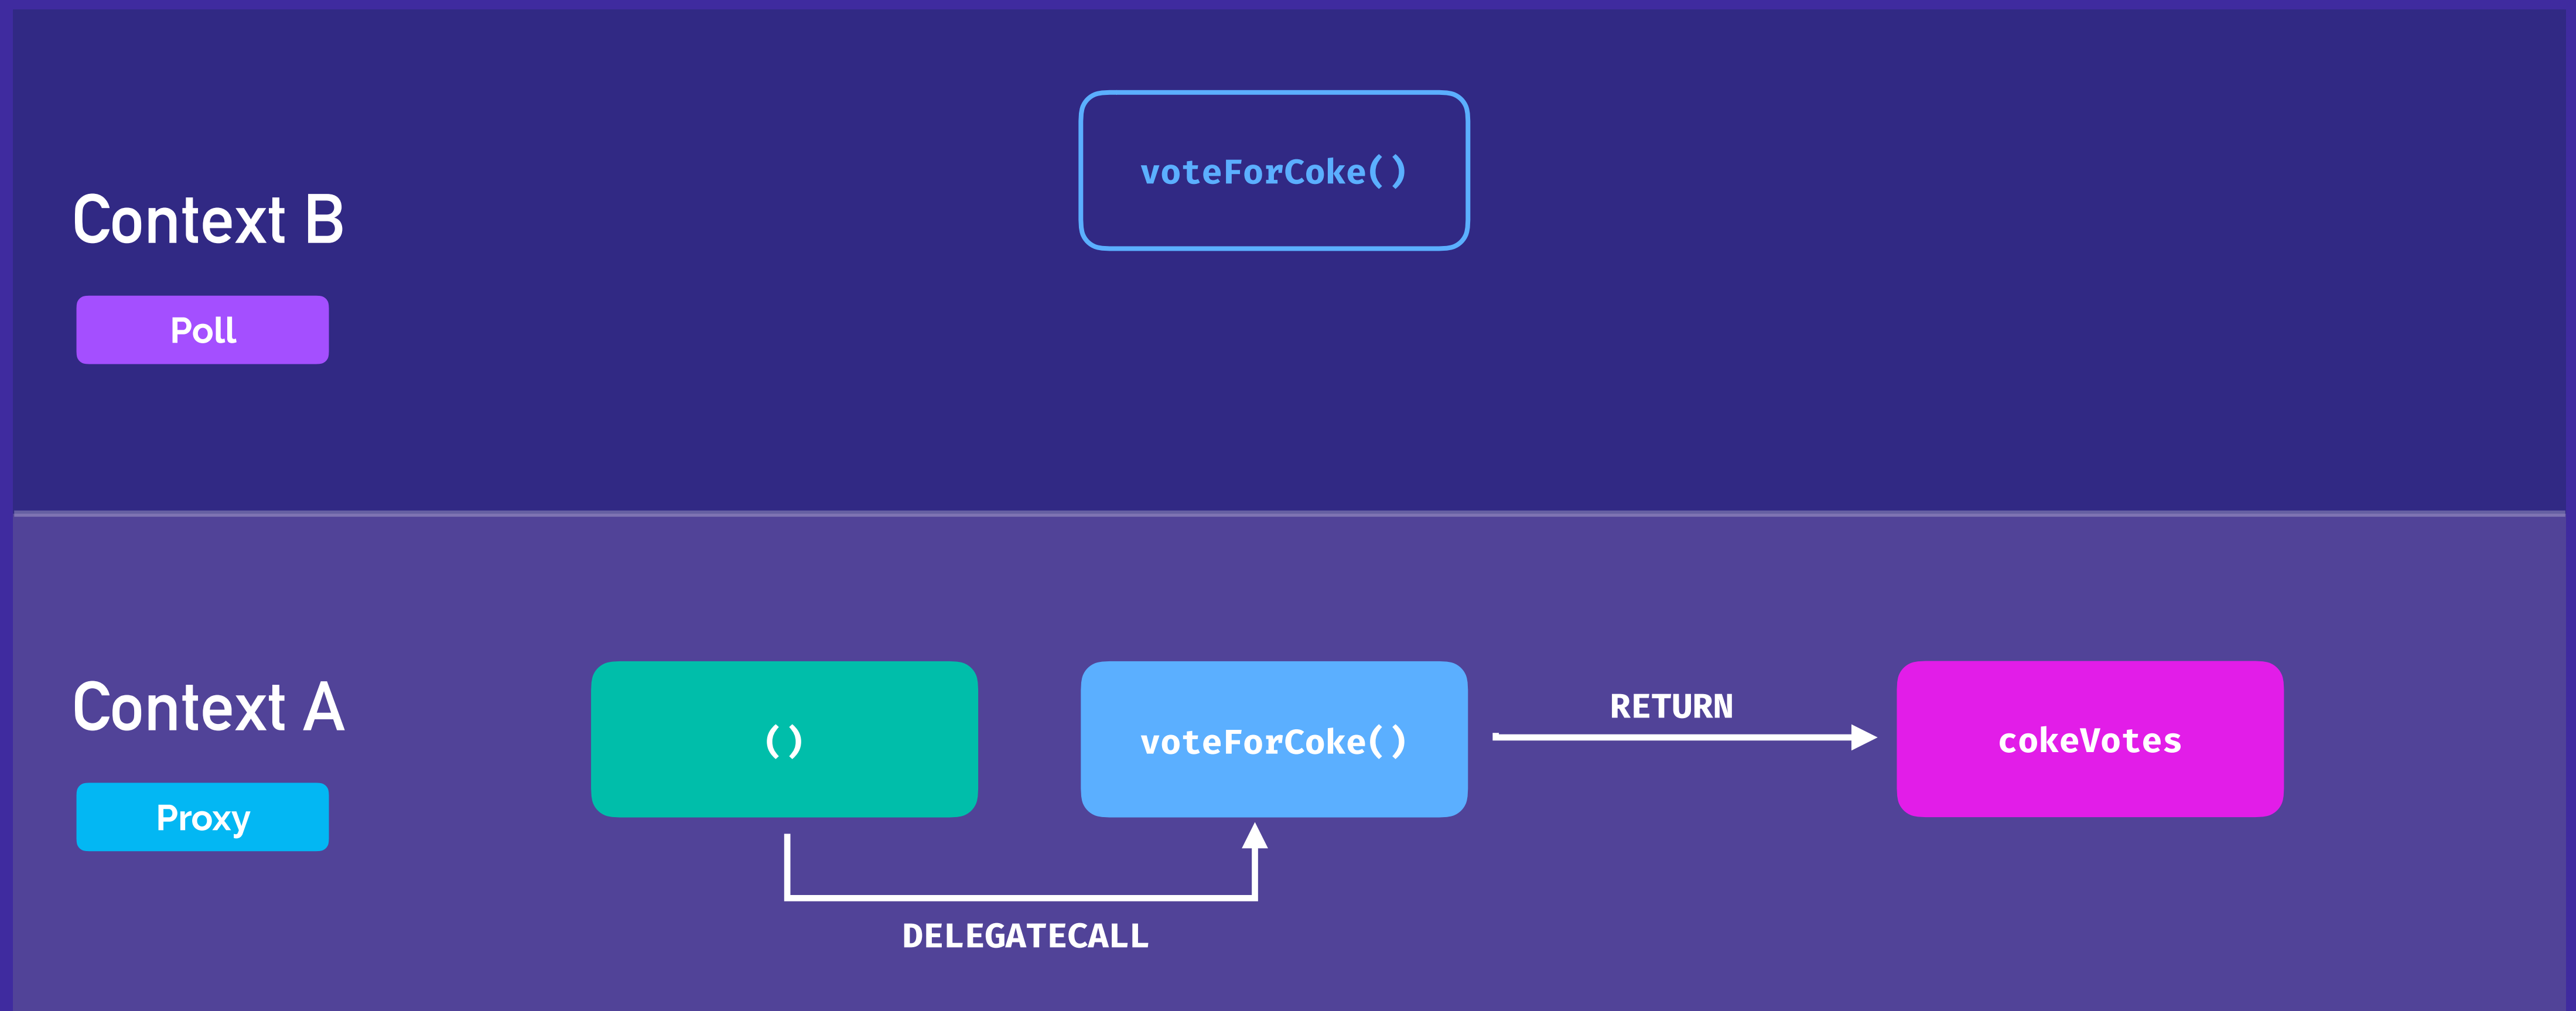 voteForCoke()
Context B
Poll
Context A
Proxy
()
voteForCoke()
RETURN
cokeVotes
DELEGATECALL